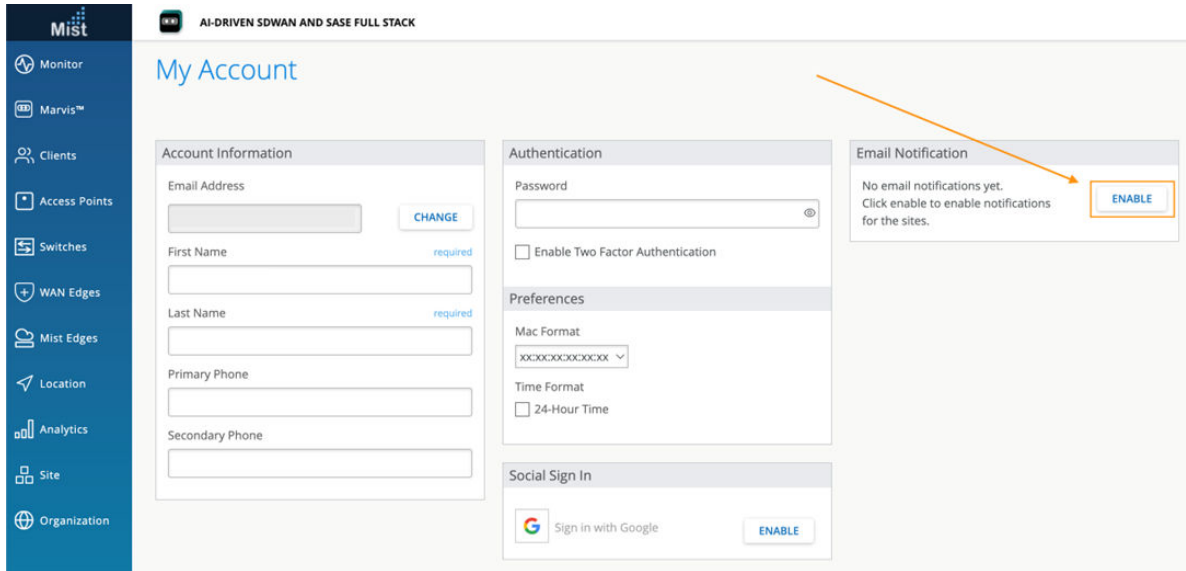 Mist
AI-DRIVEN SDWAN AND SASE FULL STACK
Monitor
Marvis™
Clients
Access Points
Switches
WAN Edges
Mist Edges
Location
Analytics
Site
Organization
My Account
Account Information
Email Address
CHANGE
First Name required
Last Name required
Primary Phone
Secondary Phone
Authentication
Password
Enable Two Factor Authentication
Preferences
Mac Format
xx:xx:xx:xx:xx:xx
Time Format
24-Hour Time
Social Sign In
G Sign in with Google ENABLE
Email Notification
No email notifications yet.
Click enable to enable notifications
for the sites.
ENABLE